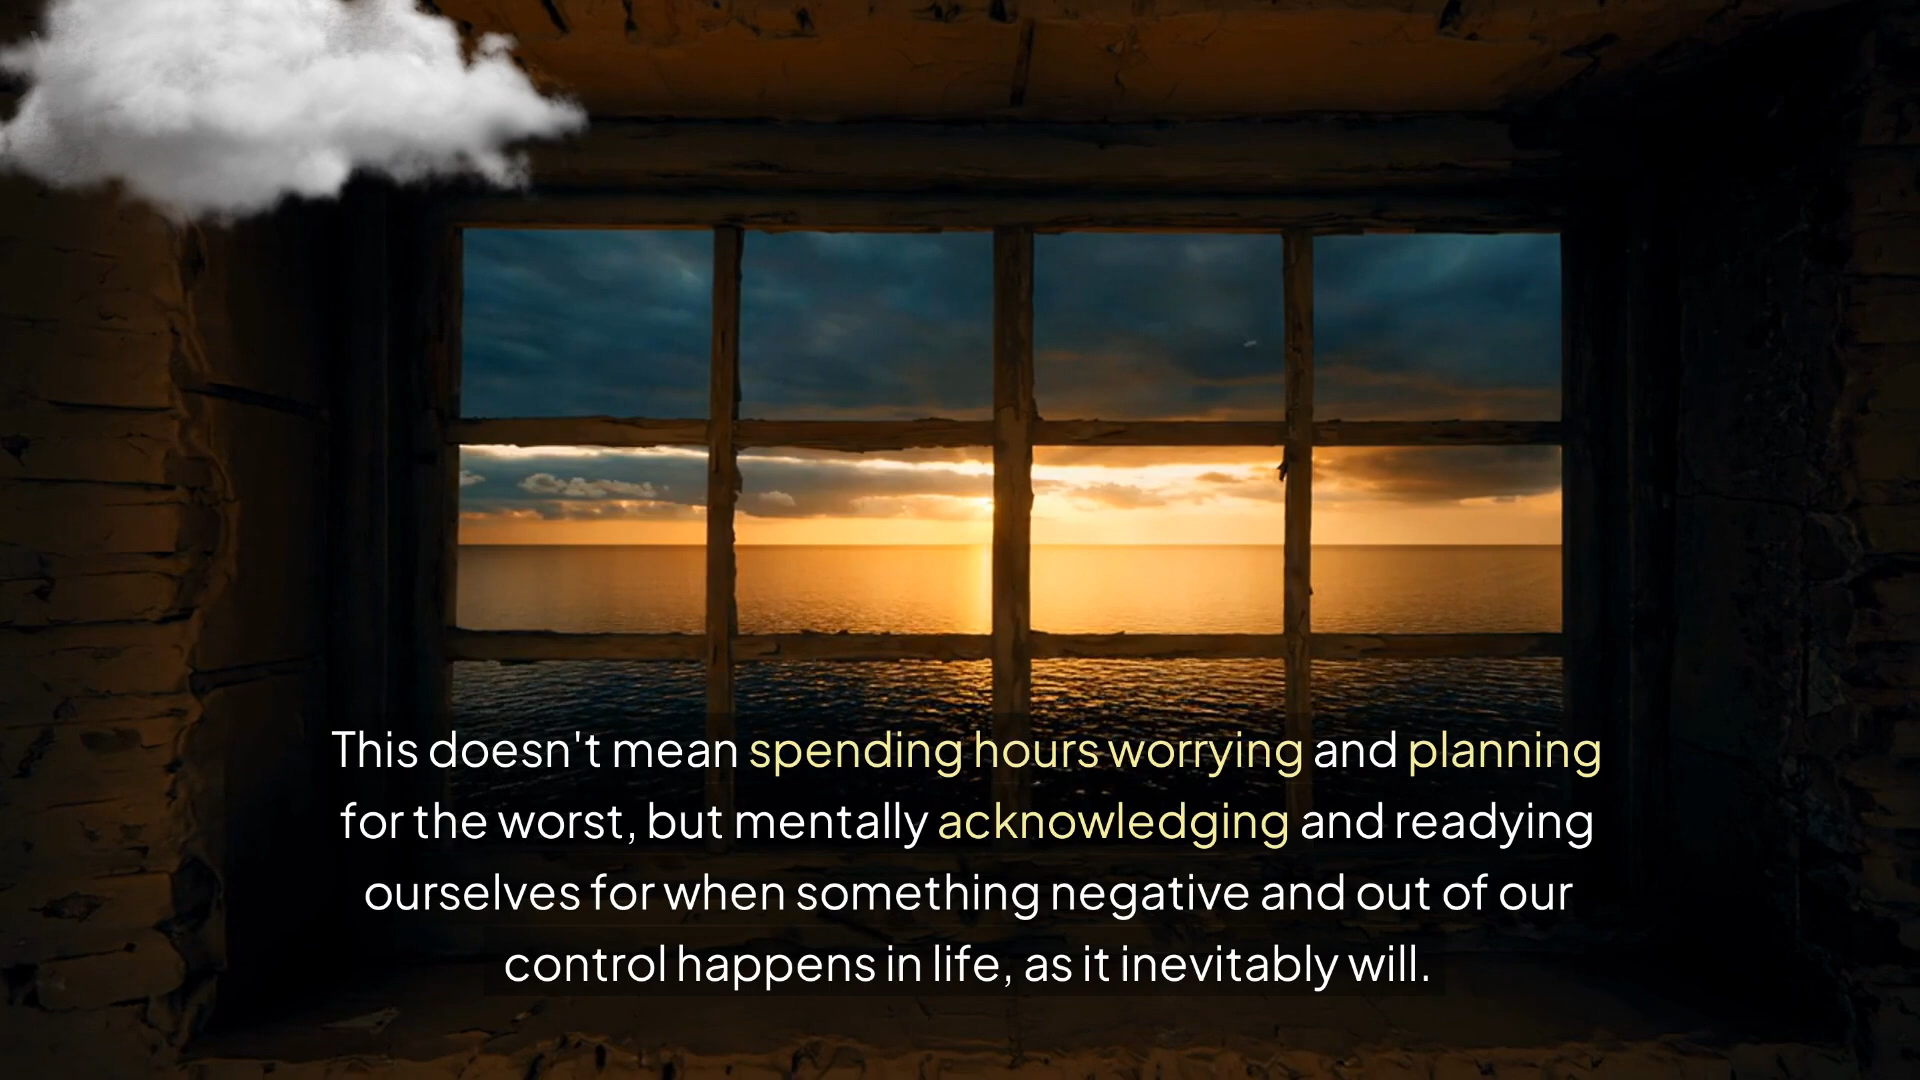 This doesn't mean spending hours worrying and planning
for the worst, but mentally acknowledging and readying
ourselves for when something negative and out of our
control happens in life, as it inevitably will.